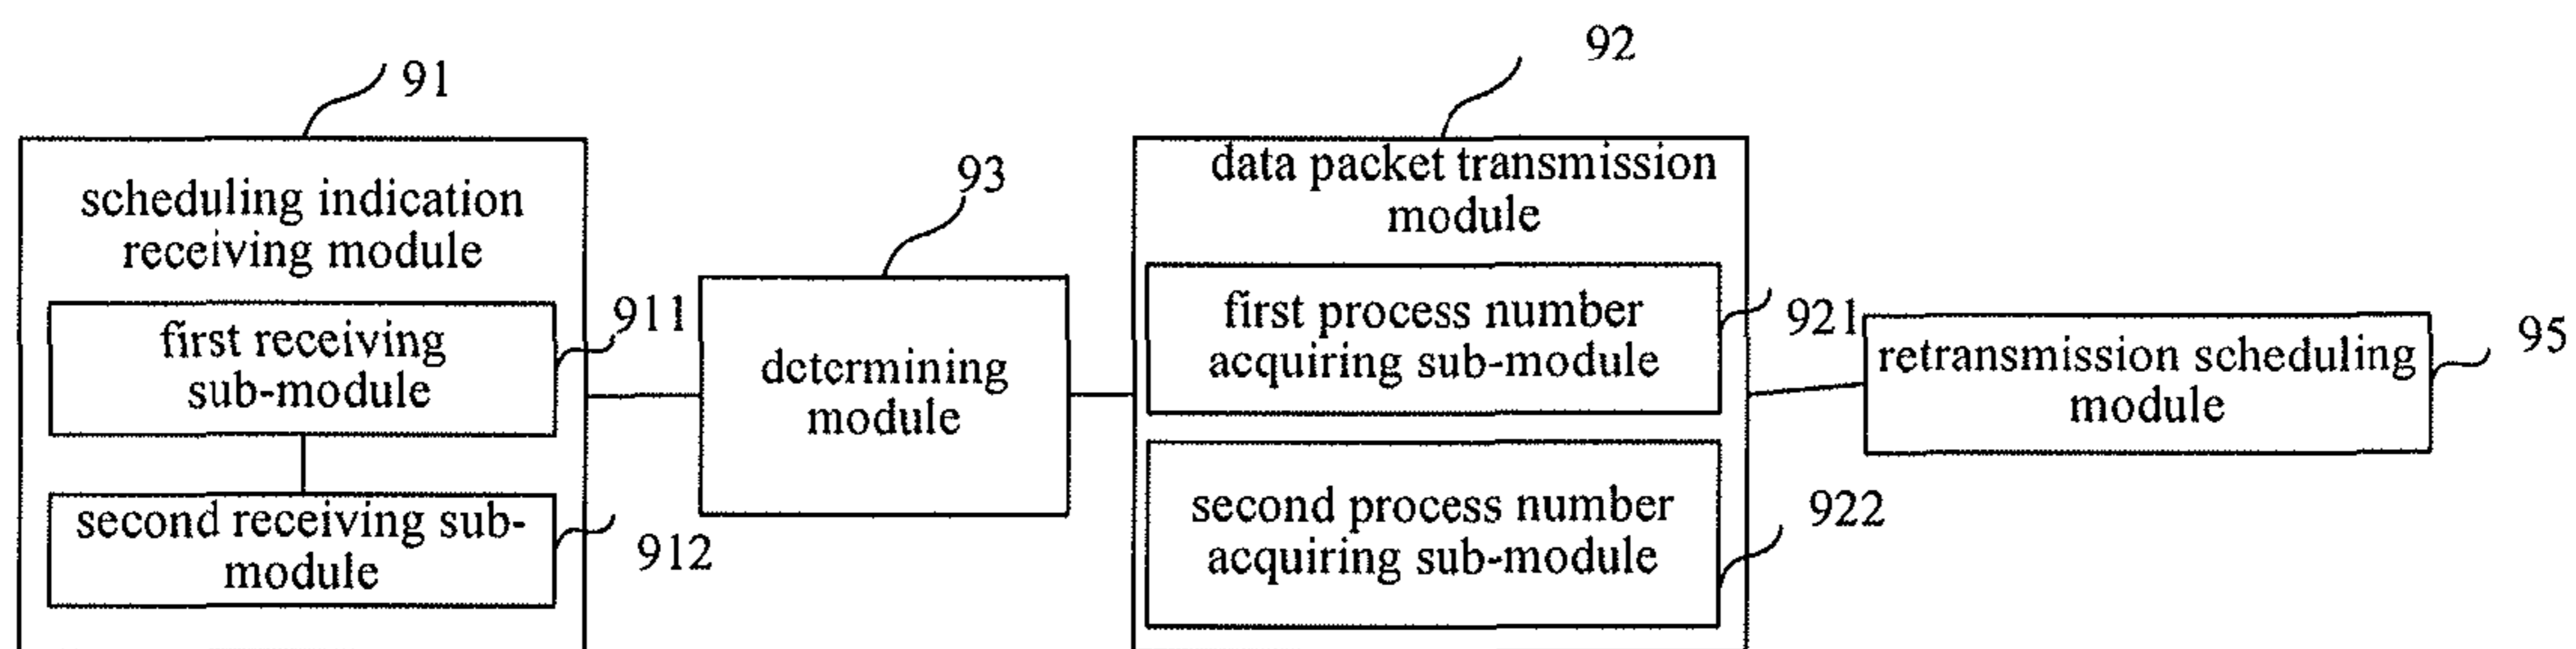 91
scheduling indication
receiving module
first receiving
sub-module
911
second receiving sub-
module
912
93
determining
module
92
data packet transmission
module
first process number
acquiring sub-module
921
second process number
acquiring sub-module
922
retransmission scheduling
module
95